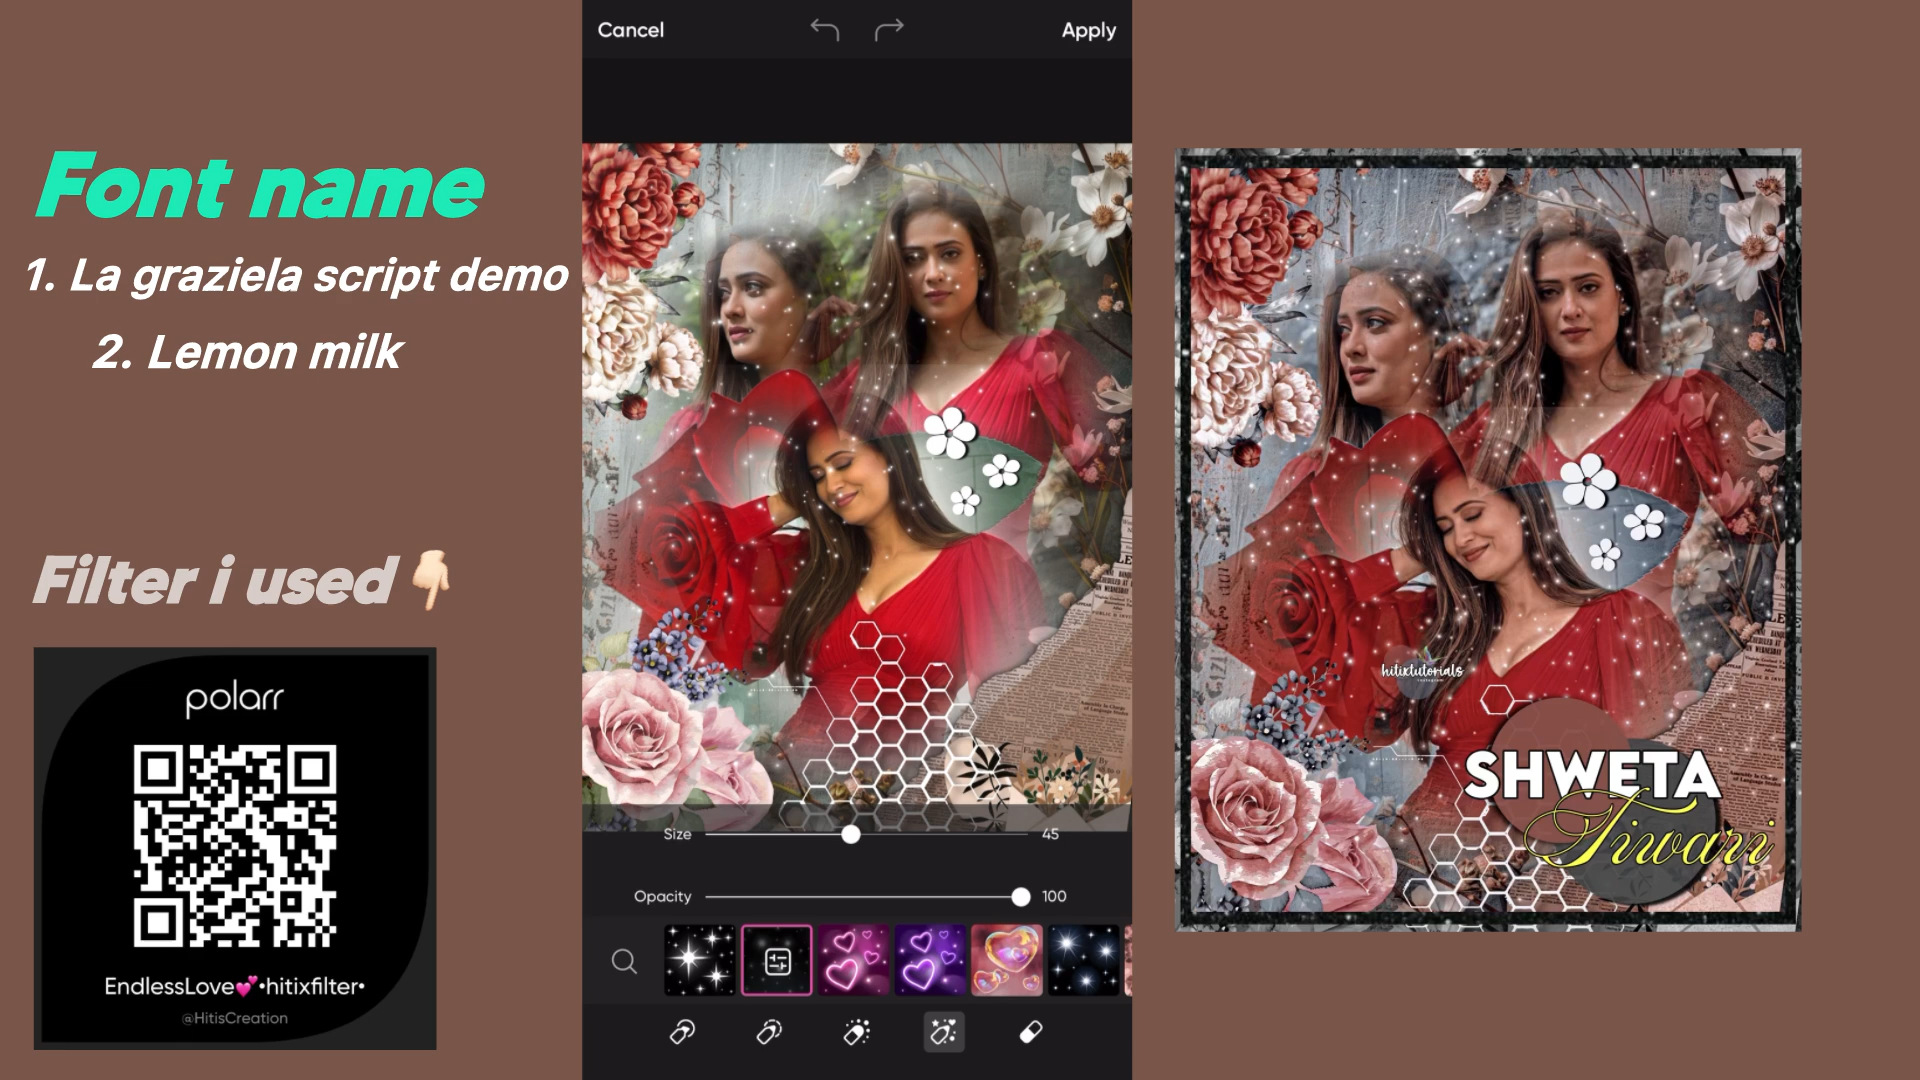 Font name
1. La graziela script demo
2. Lemon milk
Filter i used👇🏻
polarr
EndlessLove💕•hitixfilter•
@HitisCreation
Cancel
Apply
Size
45
Opacity
100
hitixtutorials
SHWETA
Tiwari